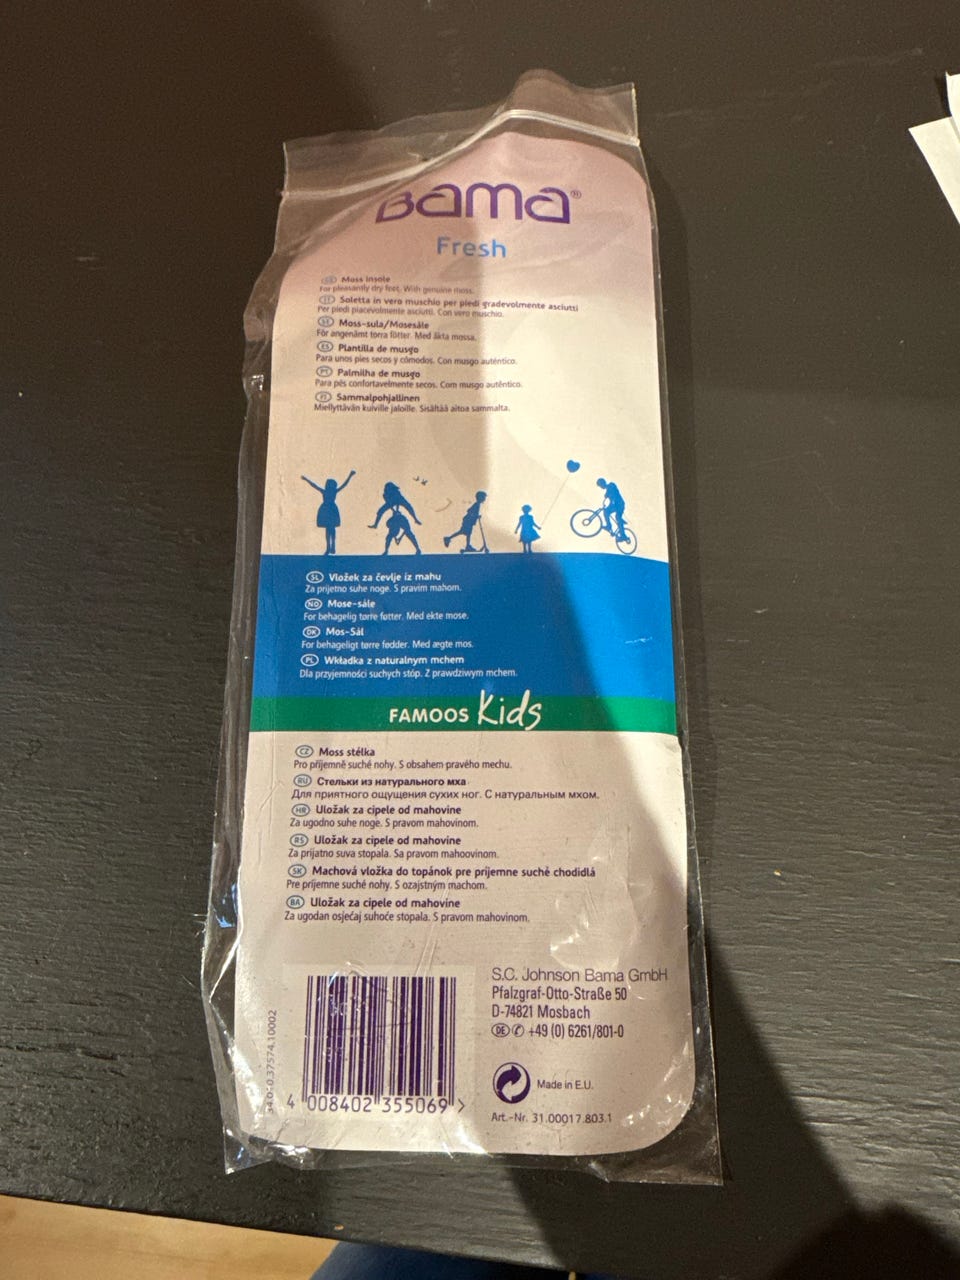 Bama®
Fresh
GB Moss insole
For pleasantly dry feet. With genuine moss.
IT Soletta in vero muschio per piedi gradevolmente asciutti
Per piedi piacevolmente asciutti. Con vero muschio.
SE Moss-sula/Mosesåle
För angenämt torra fötter. Med äkta mossa.
ES Plantilla de musgo
Para unos pies secos y cómodos. Con musgo auténtico.
PT Palmilha de musgo
Para pés confortavelmente secos. Com musgo autêntico.
FI Sammalpohjallinen
Miellyttävän kuiville jaloille. Sisältää aitoa sammalta.
SL Vložek za čevlje iz mahu
Za prijetno suhe noge. S pravim mahom.
NO Mose-såle
For behagelig tørre føtter. Med ekte mose.
DK Mos-Sål
For behageligt tørre fødder. Med ægte mos.
PL Wkładka z naturalnym mchem
Dla przyjemności suchych stóp. Z prawdziwym mchem.
FAMOOS Kids
CZ Moss stélka
Pro příjemně suché nohy. S obsahem pravého mechu.
RU Стельки из натурального мха
Для приятного ощущения сухих ног. С натуральным мхом.
HR Uložak za cipele od mahovine
Za ugodno suhe noge. S pravom mahovinom.
RS Uložak za cipele od mahovine
Za prijatno suva stopala. Sa pravom mahoovinom.
SK Machová vložka do topánok pre príjemne suché chodidlá
Pre príjemne suché nohy. S ozajstným machom.
BA Uložak za cipele od mahovine
Za ugodan osjećaj suhoće stopala. S pravom mahovinom.
S.C. Johnson Bama GmbH
Pfalzgraf-Otto-Straße 50
D-74821 Mosbach
DE ✆ +49 (0) 6261/801-0
Made in E.U.
Art.-Nr. 31.00017.803.1
4 008402 355069 >